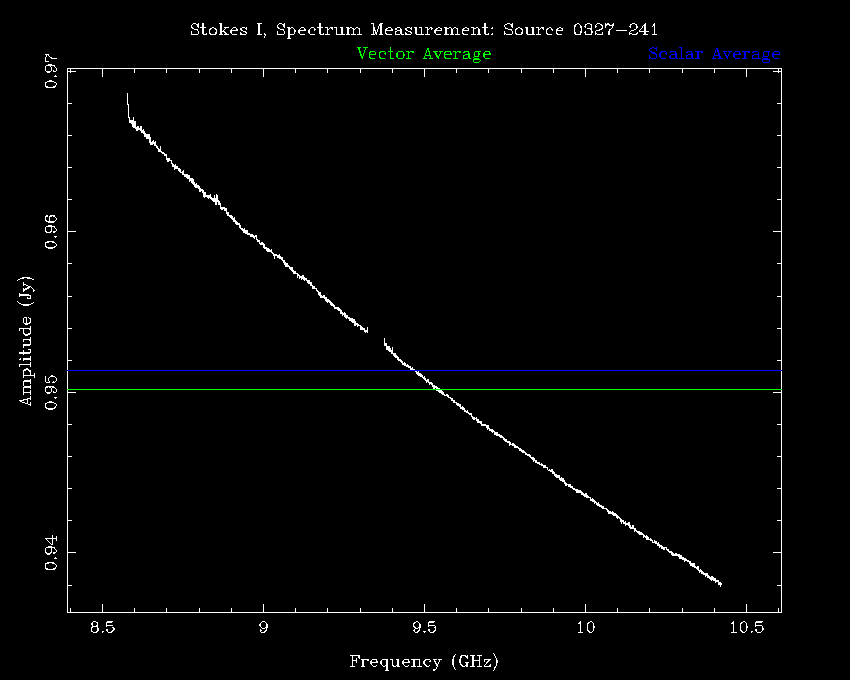 Stokes I, Spectrum Measurement: Source 0327-241
Vector Average Scalar Average
0.97
0.96
0.95
0.94
Amplitude (Jy)
8.5 9 9.5 10 10.5
Frequency (GHz)